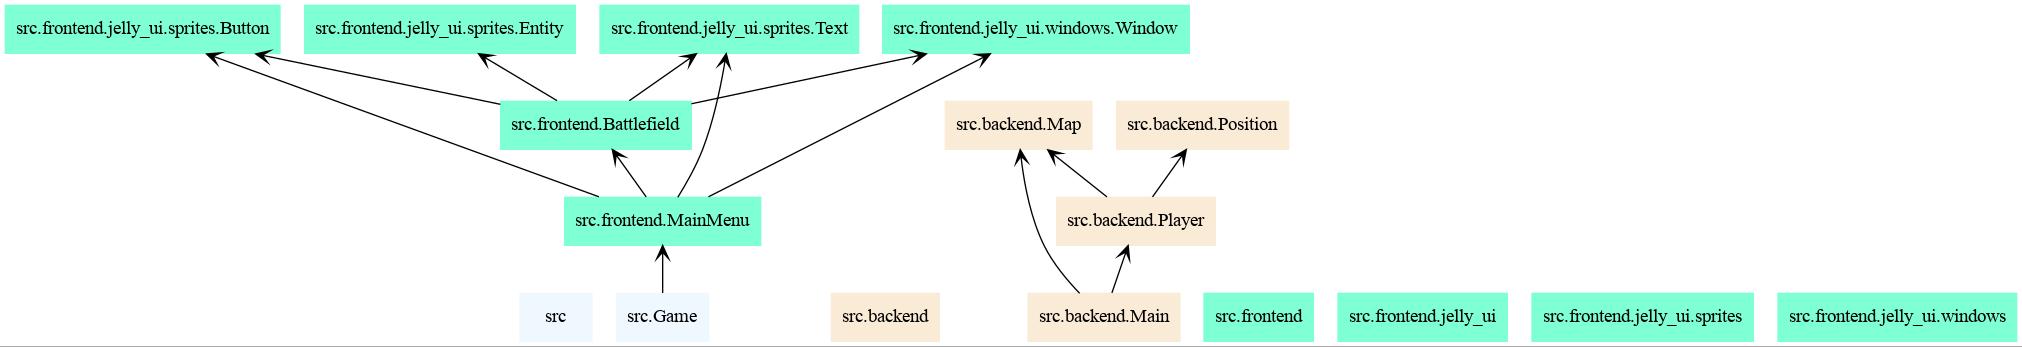 src.frontend.jelly_ui.sprites.Button
src.frontend.jelly_ui.sprites.Entity
src.frontend.jelly_ui.sprites.Text
src.frontend.jelly_ui.windows.Window
src.frontend.Battlefield
src.backend.Map
src.backend.Position
src.frontend.MainMenu
src.backend.Player
src
src.Game
src.backend
src.backend.Main
src.frontend
src.frontend.jelly_ui
src.frontend.jelly_ui.sprites
src.frontend.jelly_ui.windows